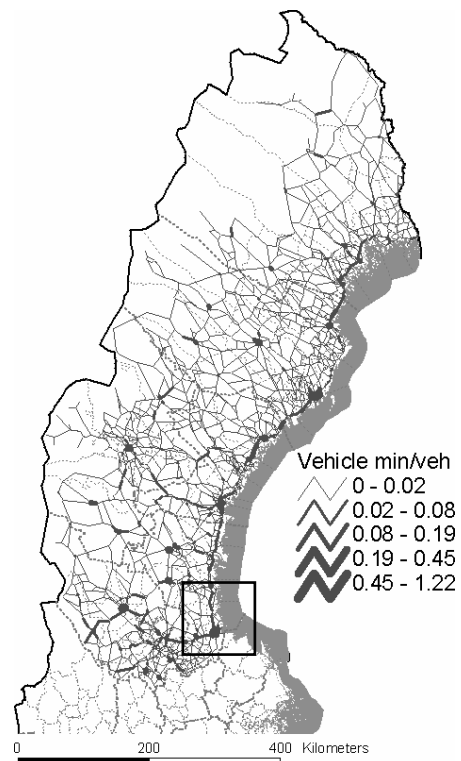 Vehicle min/veh
0 - 0.02
0.02 - 0.08
0.08 - 0.19
0.19 - 0.45
0.45 - 1.22
0 200 400 Kilometers